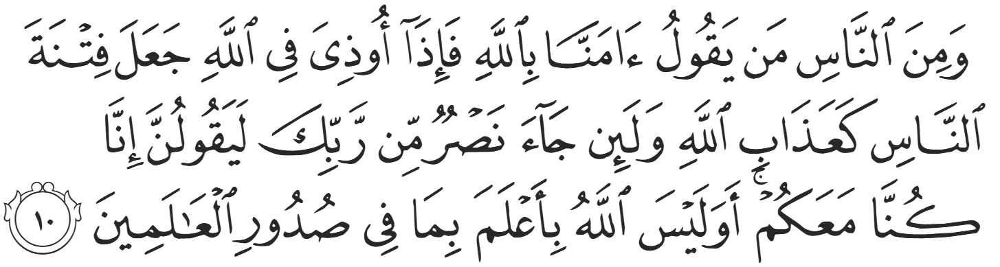 وَمِنَ ٱلنَّاسِ مَن يَقُولُ ءَامَنَّا بِٱللَّهِ فَإِذَآ أُوذِىَ فِى ٱللَّهِ جَعَلَ فِتْنَةَ
ٱلنَّاسِ كَعَذَابِ ٱللَّهِ وَلَئِن جَآءَ نَصْرٌ مِّن رَّبِّكَ لَيَقُولُنَّ إِنَّا
كُنَّا مَعَكُمْ ۚ أَوَلَيْسَ ٱللَّهُ بِأَعْلَمَ بِمَا فِى صُدُورِ ٱلْعَـٰلَمِينَ ١٠